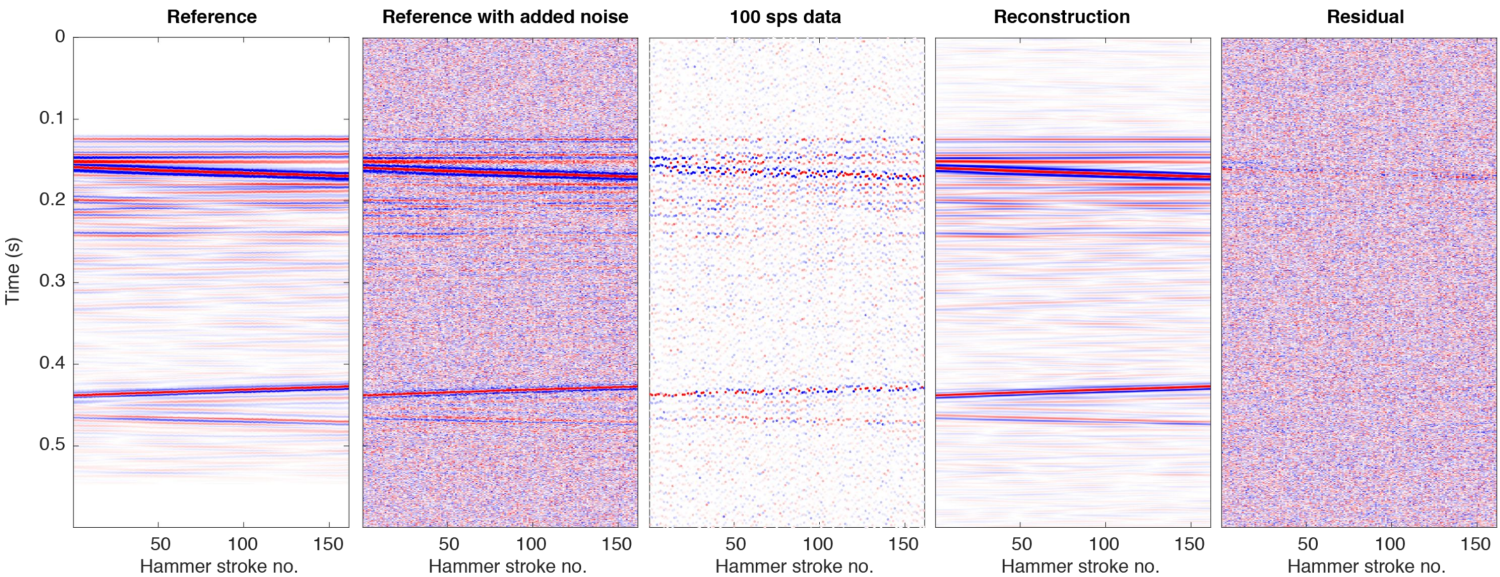 Reference
Reference with added noise
100 sps data
Reconstruction
Residual
0
0.1
0.2
0.3
0.4
0.5
Time (s)
50 100 150
50 100 150
50 100 150
50 100 150
50 100 150
Hammer stroke no.
Hammer stroke no.
Hammer stroke no.
Hammer stroke no.
Hammer stroke no.